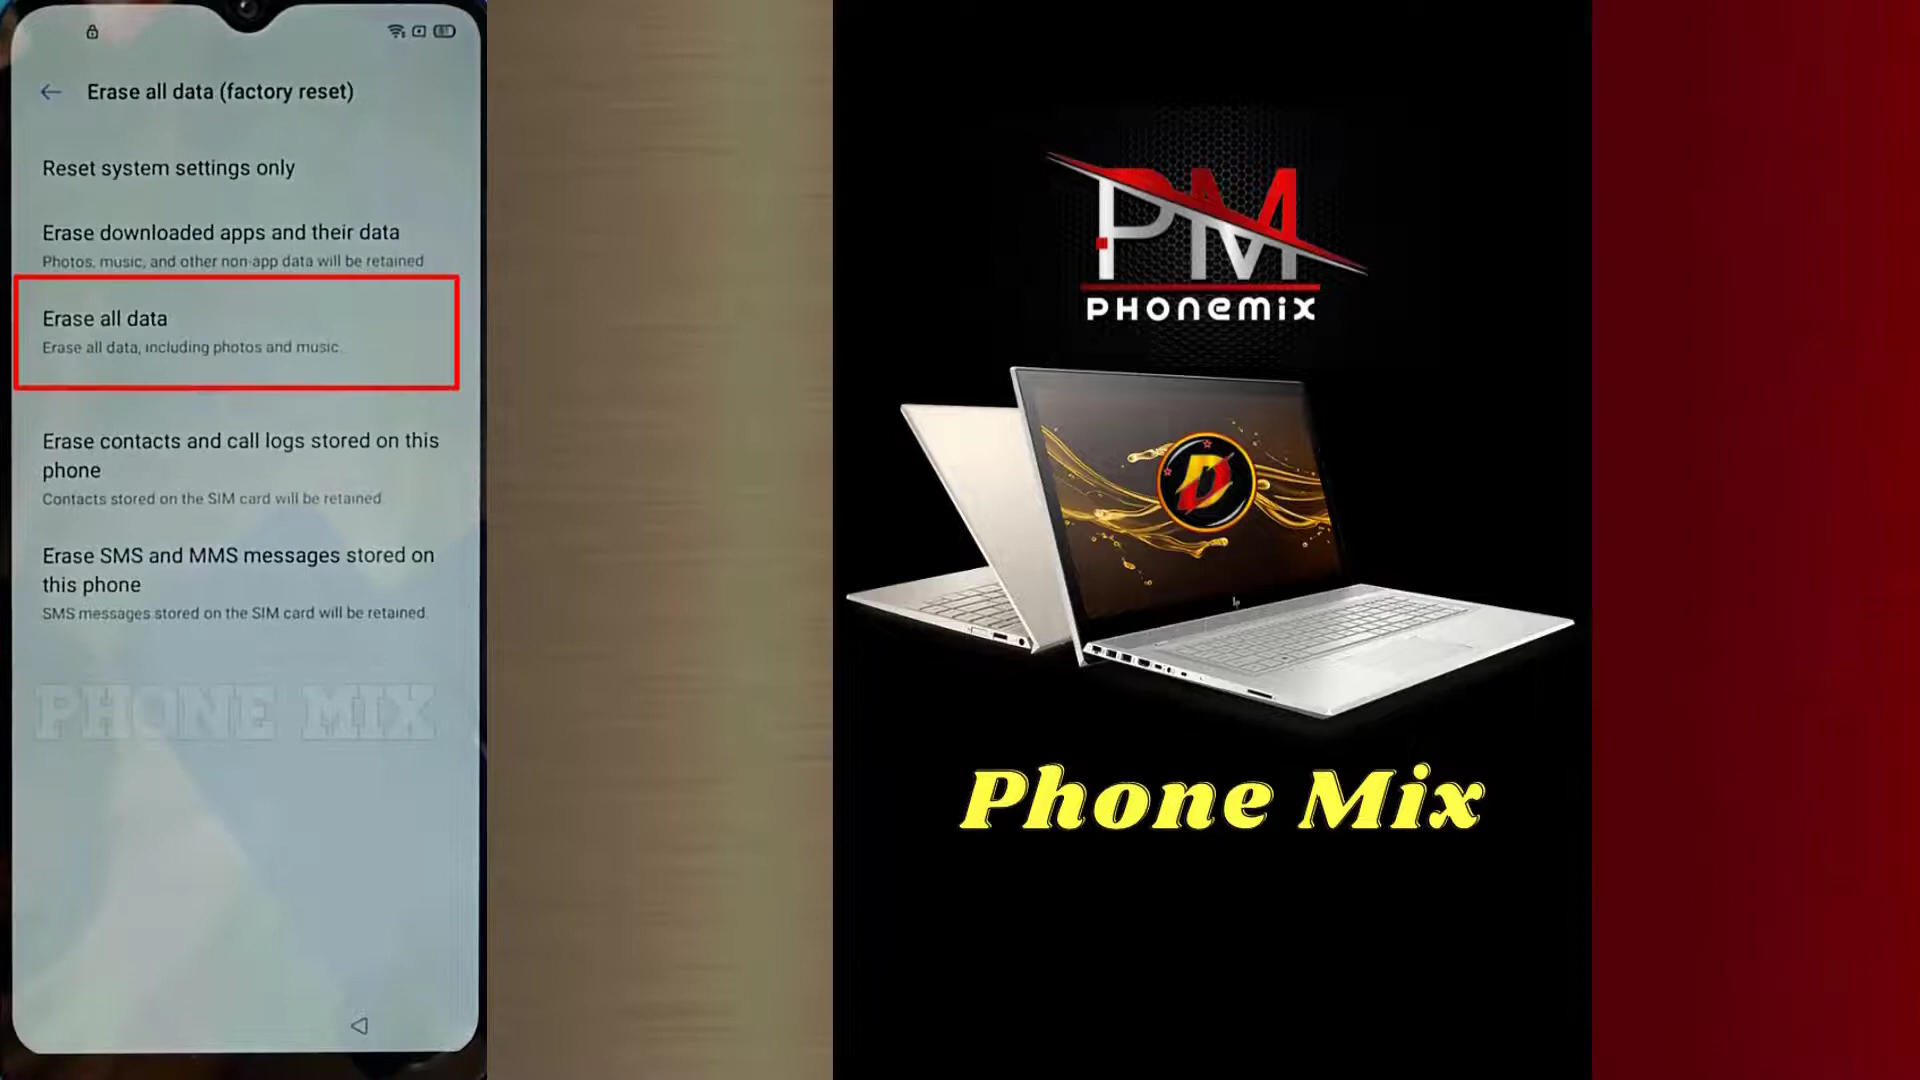 Erase all data (factory reset)
Reset system settings only
Erase downloaded apps and their data
Photos, music, and other non-app data will be retained
Erase all data
Erase all data, including photos and music.
Erase contacts and call logs stored on this
phone
Contacts stored on the SIM card will be retained
Erase SMS and MMS messages stored on
this phone
SMS messages stored on the SIM card will be retained.
PHONE MIX
PM
PHONEMIX
D
hp
Phone Mix